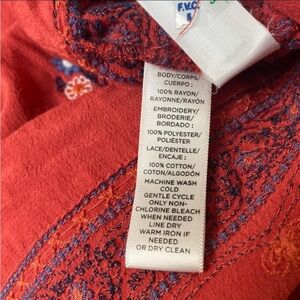 F.V.C.
BODY/CORPS/
CUERPO :
100% RAYON/
RAYONNE/RAYÓN
EMBROIDERY/
BRODERIE/
BORDADO :
100% POLYESTER/
POLIÉSTER
LACE/DENTELLE/
ENCAJE :
100% COTTON/
COTON/ALGODÓN
MACHINE WASH
COLD
GENTLE CYCLE
ONLY NON-
CHLORINE BLEACH
WHEN NEEDED
LINE DRY
WARM IRON IF
NEEDED
OR DRY CLEAN